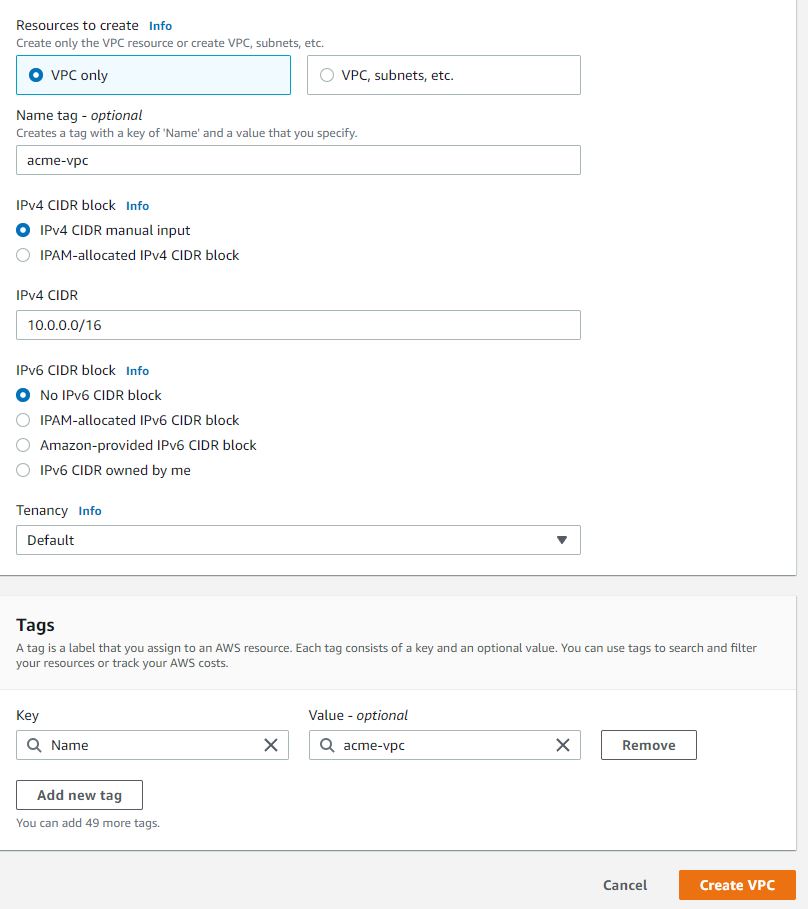 Resources to create Info
Create only the VPC resource or create VPC, subnets, etc.
VPC only
VPC, subnets, etc.
Name tag - optional
Creates a tag with a key of 'Name' and a value that you specify.
acme-vpc
IPv4 CIDR block Info
IPv4 CIDR manual input
IPAM-allocated IPv4 CIDR block
IPv4 CIDR
10.0.0.0/16
IPv6 CIDR block Info
No IPv6 CIDR block
IPAM-allocated IPv6 CIDR block
Amazon-provided IPv6 CIDR block
IPv6 CIDR owned by me
Tenancy Info
Default
Tags
A tag is a label that you assign to an AWS resource. Each tag consists of a key and an optional value. You can use tags to search and filter
your resources or track your AWS costs.
Key
Value - optional
Name
acme-vpc
Remove
Add new tag
You can add 49 more tags.
Cancel
Create VPC